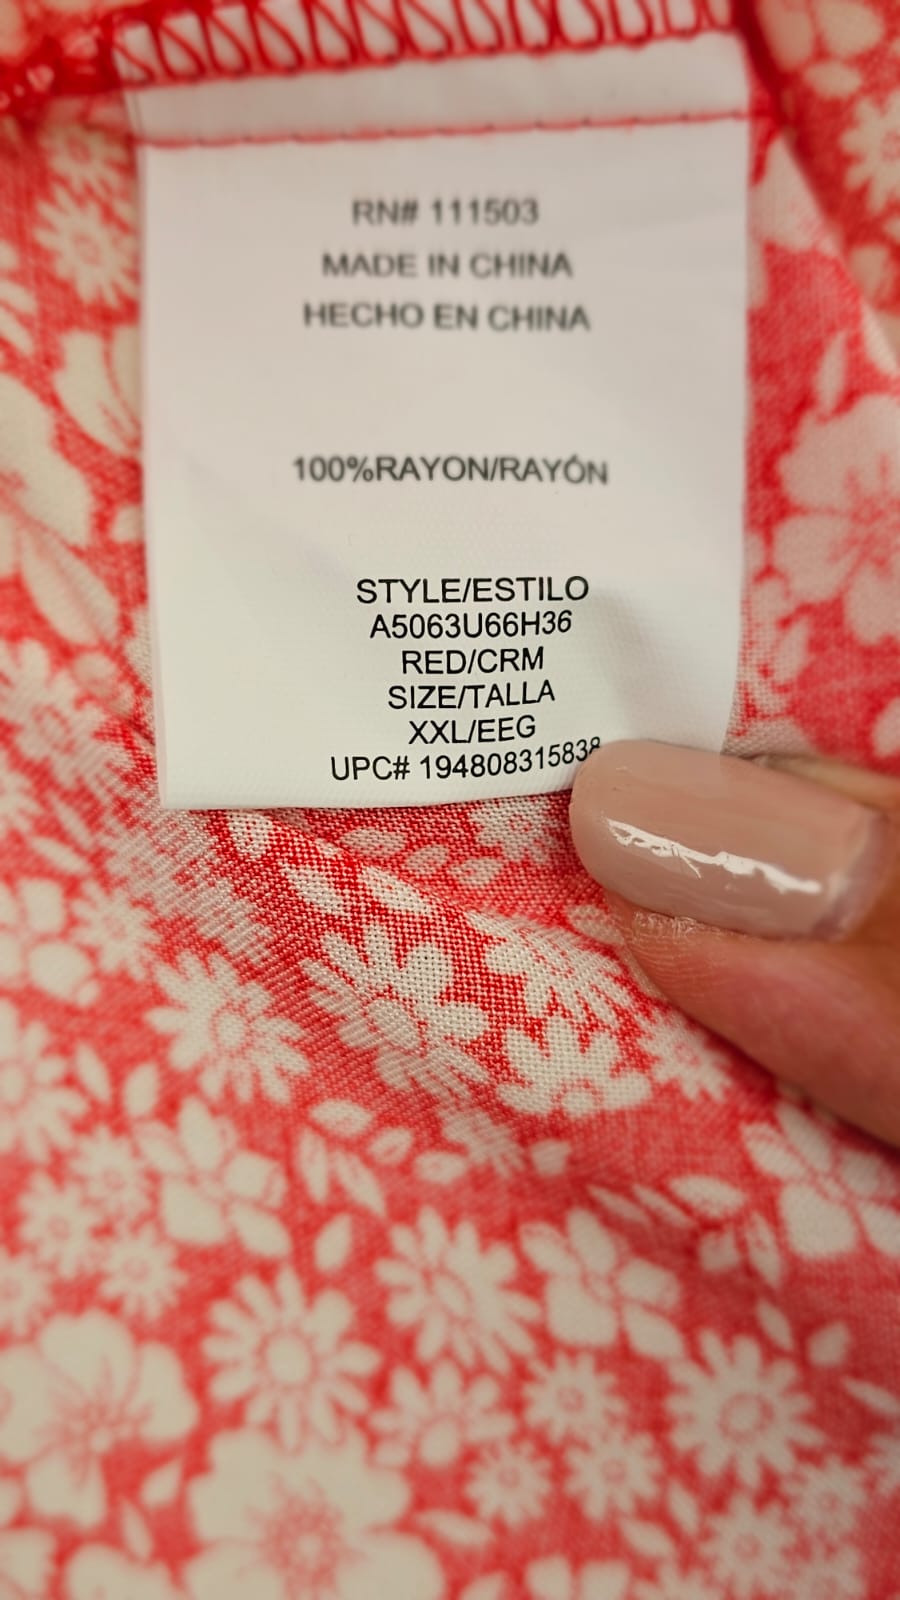 RN# 111503
MADE IN CHINA
HECHO EN CHINA
100%RAYON/RAYÓN
STYLE/ESTILO
A5063U66H36
RED/CRM
SIZE/TALLA
XXL/EEG
UPC# 194808315838